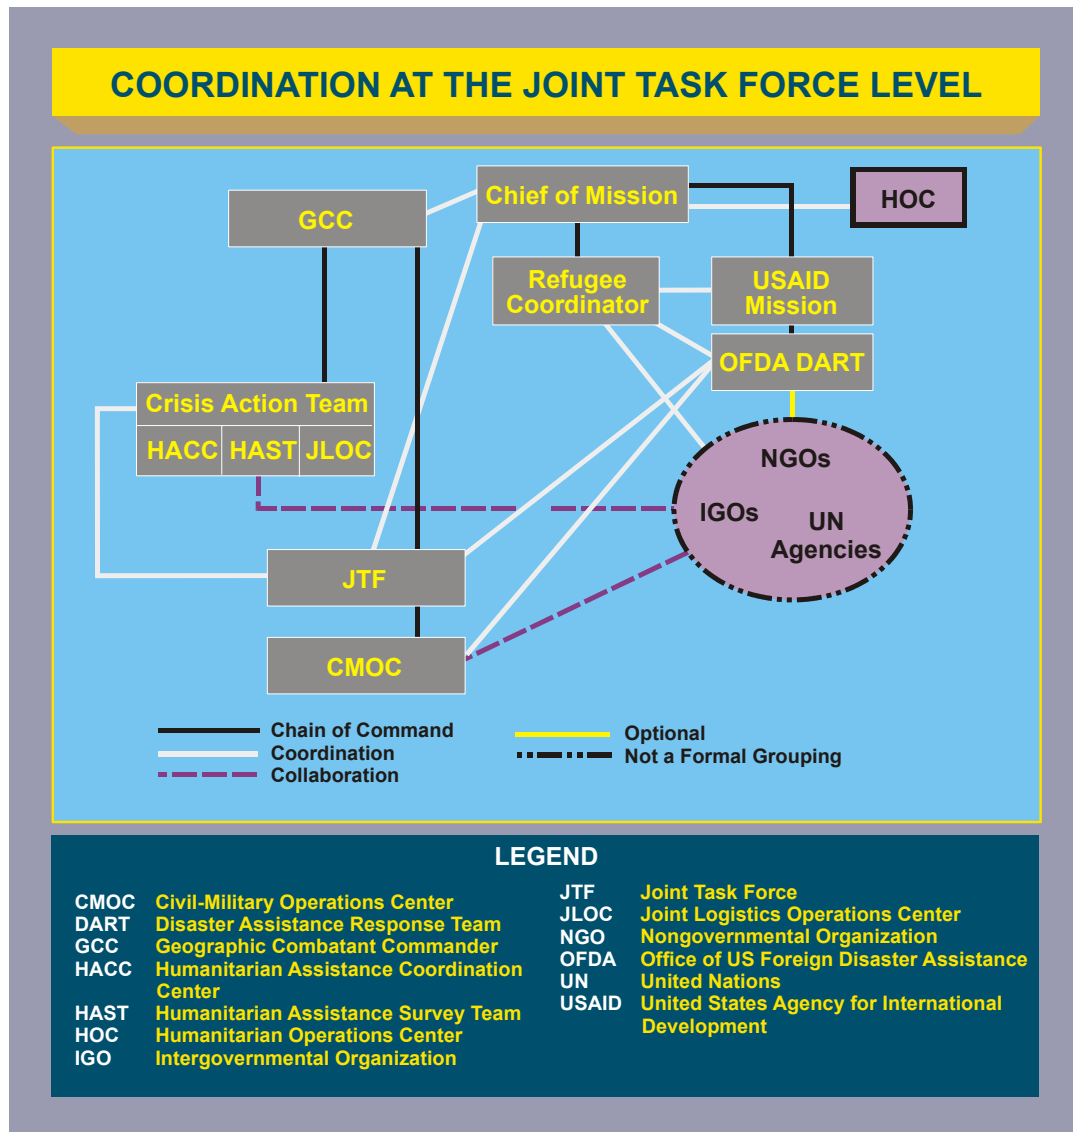 COORDINATION AT THE JOINT TASK FORCE LEVEL
GCC
Chief of Mission
HOC
Refugee
Coordinator
USAID
Mission
OFDA DART
Crisis Action Team
HACC
HAST
JLOC
NGOs
IGOs
UN
Agencies
JTF
CMOC
Chain of Command
Coordination
Collaboration
Optional
Not a Formal Grouping
LEGEND
CMOC Civil-Military Operations Center
DART Disaster Assistance Response Team
GCC Geographic Combatant Commander
HACC Humanitarian Assistance Coordination
Center
HAST Humanitarian Assistance Survey Team
HOC Humanitarian Operations Center
IGO Intergovernmental Organization
JTF Joint Task Force
JLOC Joint Logistics Operations Center
NGO Nongovernmental Organization
OFDA Office of US Foreign Disaster Assistance
UN United Nations
USAID United States Agency for International
Development